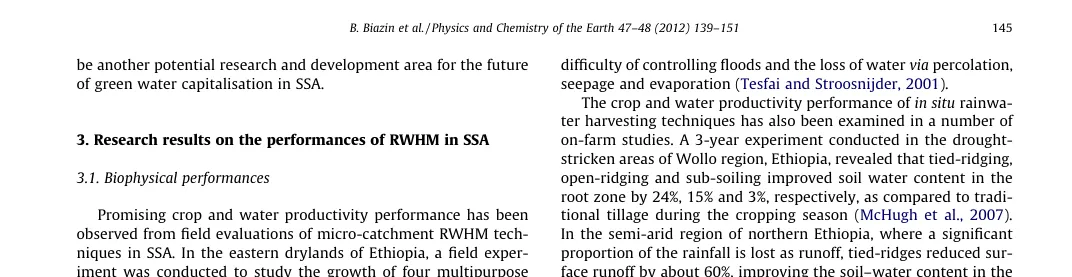 B. Biazin et al. / Physics and Chemistry of the Earth 47–48 (2012) 139–151
145
be another potential research and development area for the future
of green water capitalisation in SSA.
3. Research results on the performances of RWHM in SSA
3.1. Biophysical performances
Promising crop and water productivity performance has been
observed from field evaluations of micro-catchment RWHM tech-
niques in SSA. In the eastern drylands of Ethiopia, a field exper-
iment was conducted to study the growth of four multipurpose
difficulty of controlling floods and the loss of water via percolation,
seepage and evaporation (Tesfai and Stroosnijder, 2001).
The crop and water productivity performance of in situ rainwa-
ter harvesting techniques has also been examined in a number of
on-farm studies. A 3-year experiment conducted in the drought-
stricken areas of Wollo region, Ethiopia, revealed that tied-ridging,
open-ridging and sub-soiling improved soil water content in the
root zone by 24%, 15% and 3%, respectively, as compared to tradi-
tional tillage during the cropping season (McHugh et al., 2007).
In the semi-arid region of northern Ethiopia, where a significant
proportion of the rainfall is lost as runoff, tied-ridges reduced sur-
face runoff by about 60%, improving the soil–water content in the